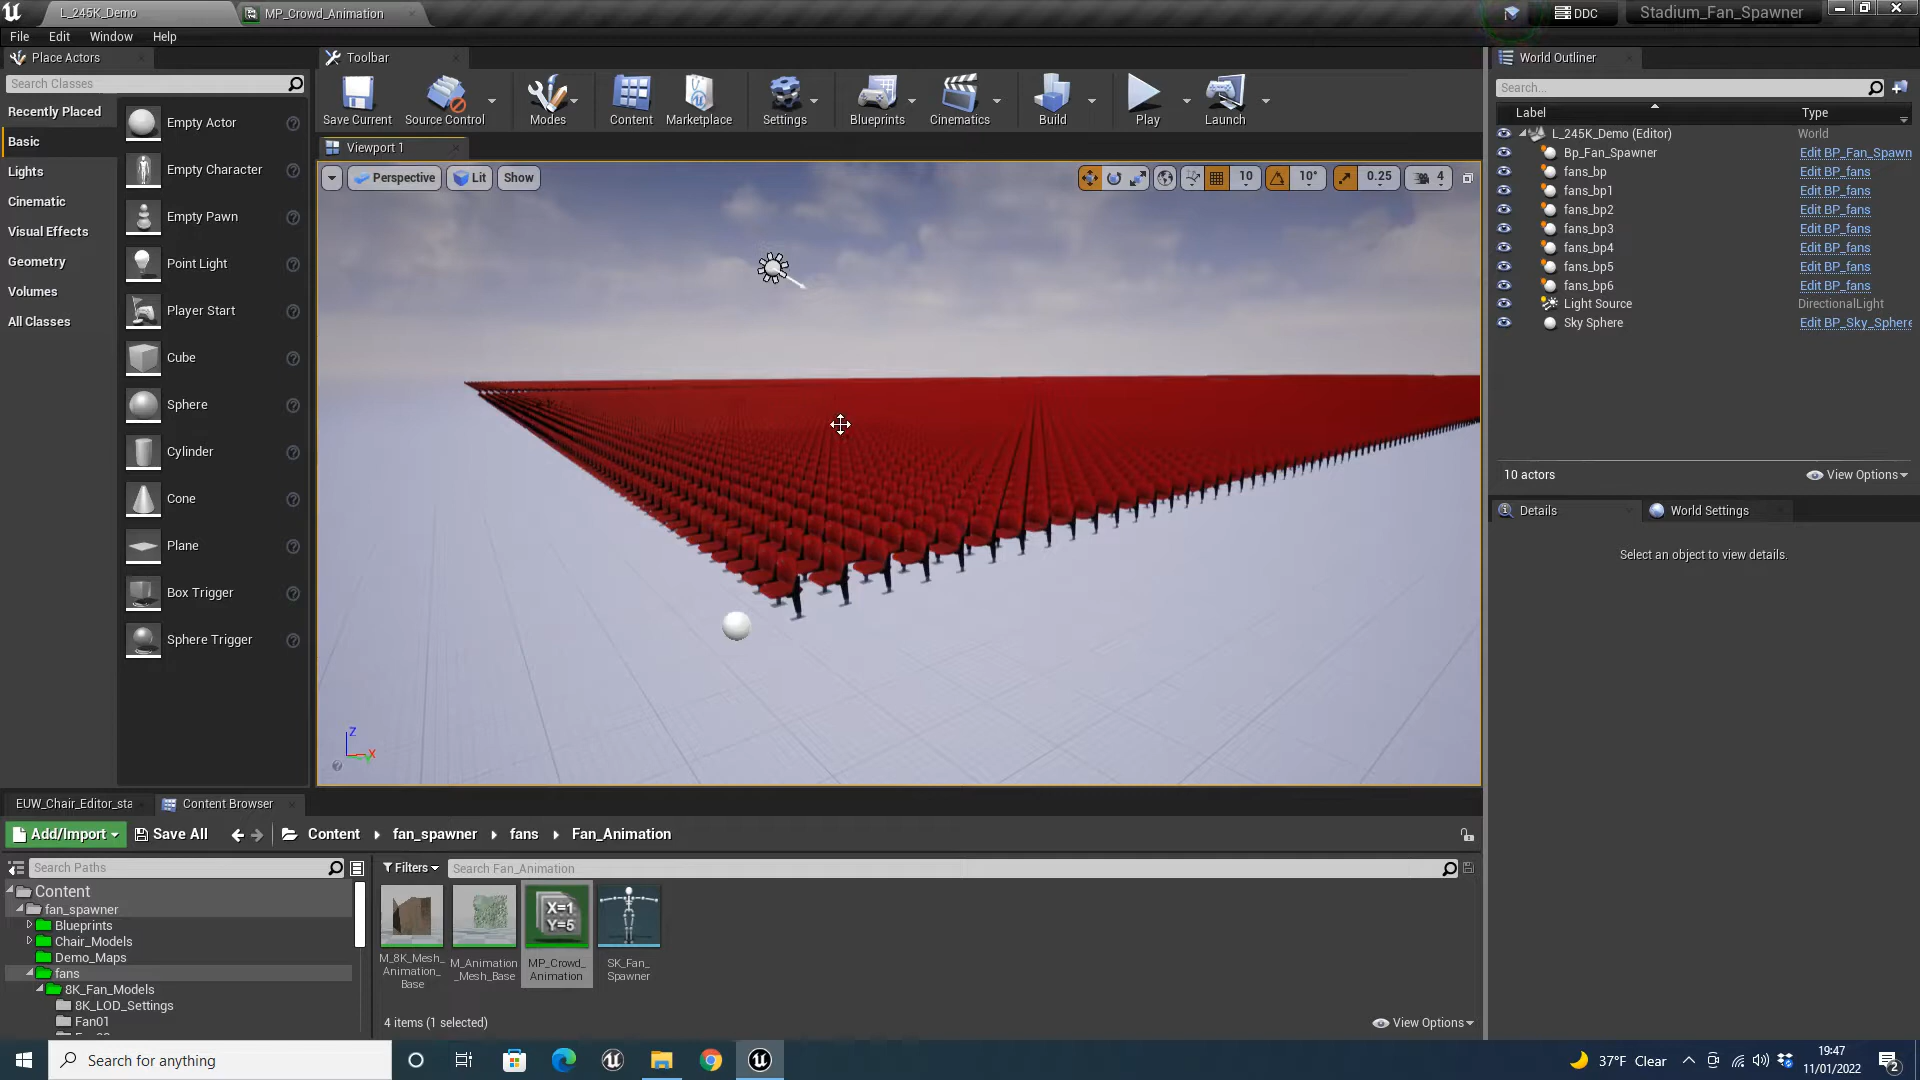 L_245K_Demo
MP_Crowd_Animation
DDC
Stadium_Fan_Spawner
File Edit Window Help
Place Actors
Search Classes
Recently Placed
Basic
Lights
Cinematic
Visual Effects
Geometry
Volumes
All Classes
Empty Actor
Empty Character
Empty Pawn
Point Light
Player Start
Cube
Sphere
Cylinder
Cone
Plane
Box Trigger
Sphere Trigger
Toolbar
Save Current
Source Control
Modes
Content
Marketplace
Settings
Blueprints
Cinematics
Build
Play
Launch
Viewport 1
Perspective Lit Show
10 10° 0.25 4
Z
X
World Outliner
Search...
Label Type
L_245K_Demo (Editor) World
Bp_Fan_Spawner Edit BP_Fan_Spawn
fans_bp Edit BP_fans
fans_bp1 Edit BP_fans
fans_bp2 Edit BP_fans
fans_bp3 Edit BP_fans
fans_bp4 Edit BP_fans
fans_bp5 Edit BP_fans
fans_bp6 Edit BP_fans
Light Source DirectionalLight
Sky Sphere Edit BP_Sky_Sphere
10 actors View Options
Details World Settings
Select an object to view details.
EUW_Chair_Editor_sta Content Browser
Add/Import Save All Content fan_spawner fans Fan_Animation
Search Paths
Content
fan_spawner
Blueprints
Chair_Models
Demo_Maps
fans
8K_Fan_Models
8K_LOD_Settings
Fan01
Filters Search Fan_Animation
X=1
Y=5
M_8K_Mesh_
Animation_
Base
M_Animation
_Mesh_Base
MP_Crowd_
Animation
SK_Fan_
Spawner
4 items (1 selected) View Options
Search for anything
37°F Clear
19:47
11/01/2022
2